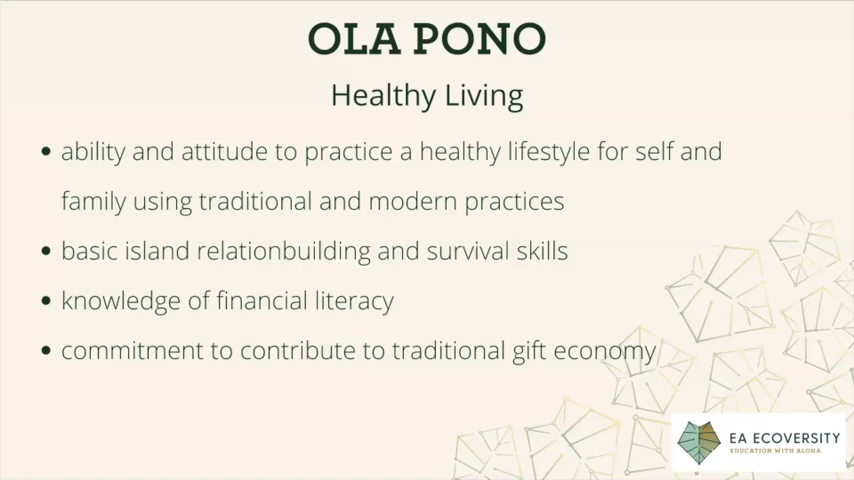 OLA PONO
Healthy Living
• ability and attitude to practice a healthy lifestyle for self and
family using traditional and modern practices
• basic island relationbuilding and survival skills
• knowledge of financial literacy
• commitment to contribute to traditional gift economy
EA ECOVERSITY
EDUCATION WITH ALOHA